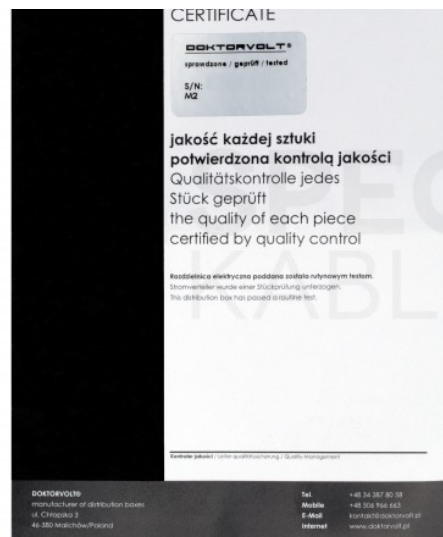 CERTIFICATE
DOKTORVOLT®
sprawdzone / geprüft / tested
S/N:
M2
jakość każdej sztuki
potwierdzona kontrolą jakości
Qualitätskontrolle jedes
Stück geprüft
the quality of each piece
certified by quality control
Rozdzielnica elektryczna poddana została rutynowym testom.
Stromverteiler wurde einer Stückprüfung unterzogen.
This distribution box has passed a routine test.
Kontroler jakości / Leiter qualitätssicherung / Quality Management
DOKTORVOLT®
manufacturer of distribution boxes
ul. Chłopska 3
46-380 Malichów/Poland
Tel. +48 34 387 80 58
Mobile +48 506 966 663
E-Mail kontakt@doktorvolt.pl
Internet www.doktorvolt.pl